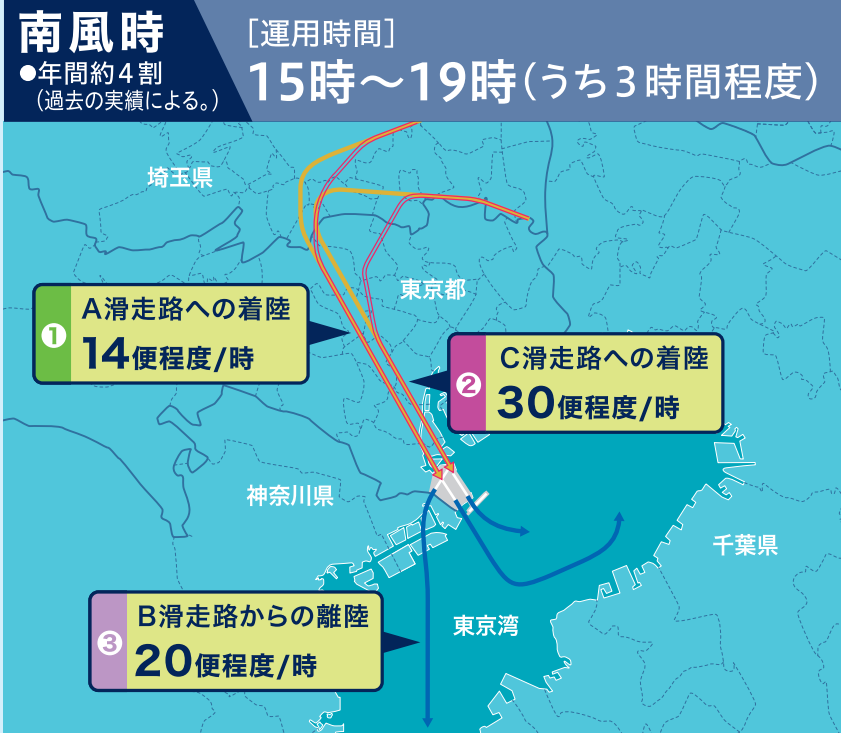 南風時
●年間約4割
(過去の実績による。)
[運用時間]
15時～19時(うち3時間程度)
埼玉県
東京都
1
A滑走路への着陸
14便程度/時
2
C滑走路への着陸
30便程度/時
神奈川県
千葉県
東京湾
3
B滑走路からの離陸
20便程度/時